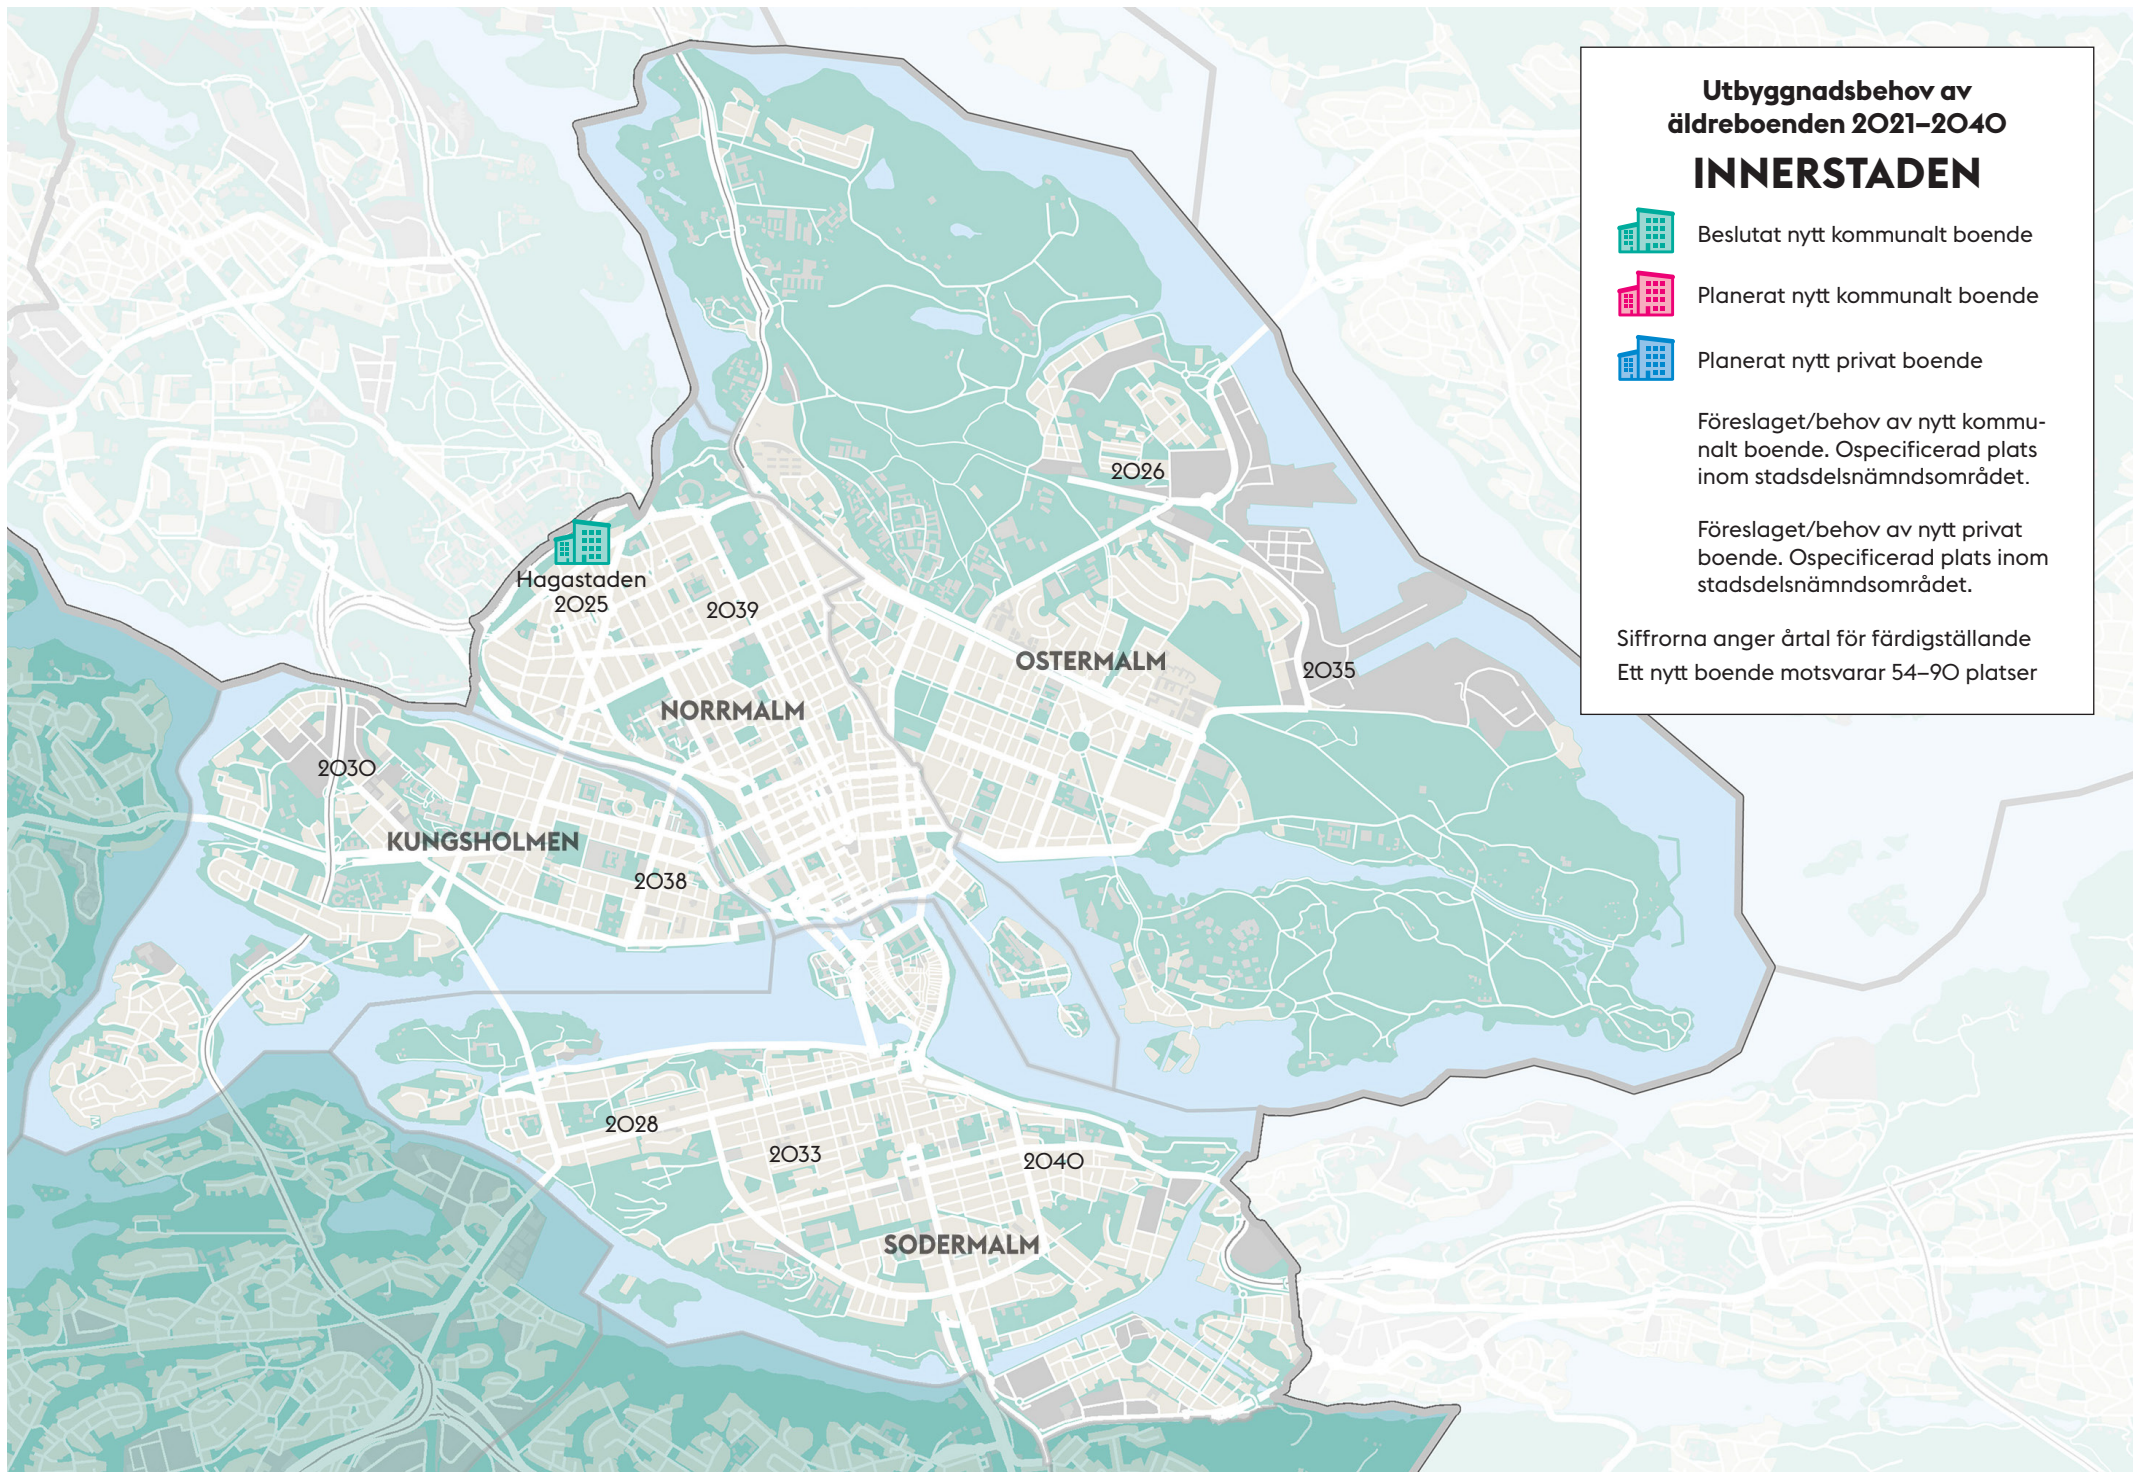 Utbyggnadsbehov av
äldreboenden 2021–2040
INNERSTADEN
Beslutat nytt kommunalt boende
Planerat nytt kommunalt boende
Planerat nytt privat boende
Föreslaget/behov av nytt kommu-
nalt boende. Ospecificerad plats
inom stadsdelsnämndsområdet.
Föreslaget/behov av nytt privat
boende. Ospecificerad plats inom
stadsdelsnämndsområdet.
Siffrorna anger årtal för färdigställande
Ett nytt boende motsvarar 54–90 platser
2026
Hagastaden
2025
2039
OSTERMALM
2035
NORRMALM
2030
KUNGSHOLMEN
2038
2028
2033
2040
SODERMALM